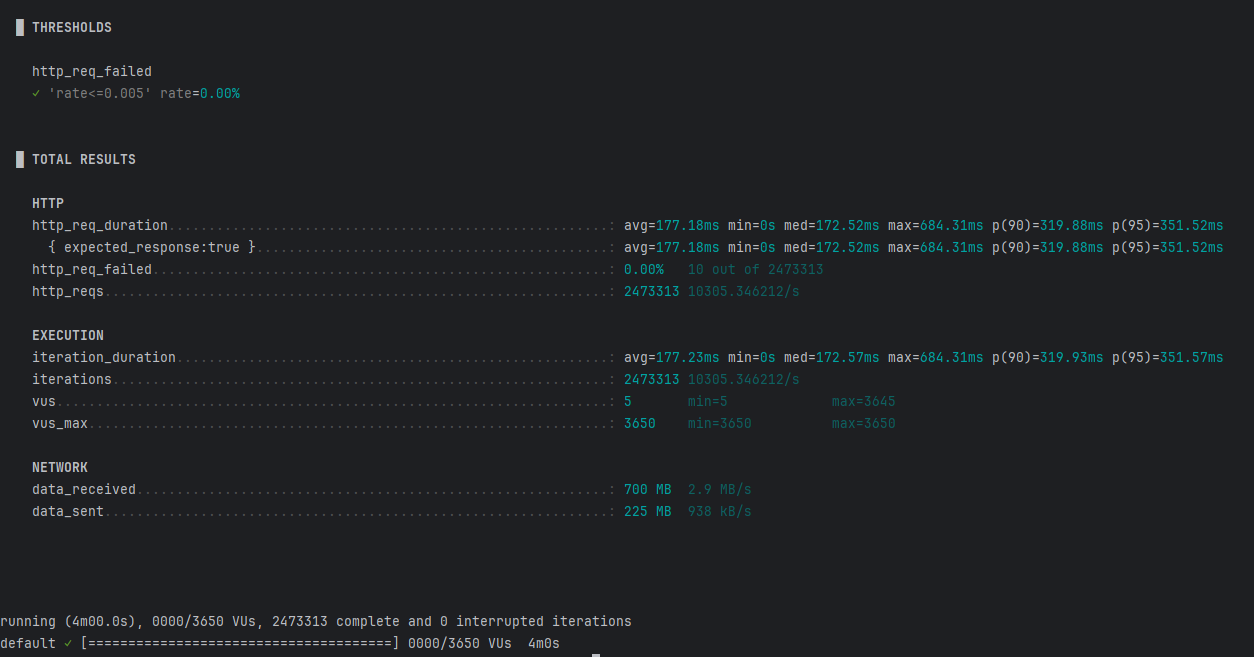 THRESHOLDS
http_req_failed
✓ 'rate<=0.005' rate=0.00%
TOTAL RESULTS
HTTP
http_req_duration.......................................................: avg=177.18ms min=0s med=172.52ms max=684.31ms p(90)=319.88ms p(95)=351.52ms
{ expected_response:true }............................................: avg=177.18ms min=0s med=172.52ms max=684.31ms p(90)=319.88ms p(95)=351.52ms
http_req_failed.........................................................: 0.00% 10 out of 2473313
http_reqs...............................................................: 2473313 10305.346212/s
EXECUTION
iteration_duration......................................................: avg=177.23ms min=0s med=172.57ms max=684.31ms p(90)=319.93ms p(95)=351.57ms
iterations..............................................................: 2473313 10305.346212/s
vus.....................................................................: 5 min=5 max=3645
vus_max.................................................................: 3650 min=3650 max=3650
NETWORK
data_received...........................................................: 700 MB 2.9 MB/s
data_sent...............................................................: 225 MB 938 kB/s
running (4m00.0s), 0000/3650 VUs, 2473313 complete and 0 interrupted iterations
default ✓ [======================================] 0000/3650 VUs 4m0s